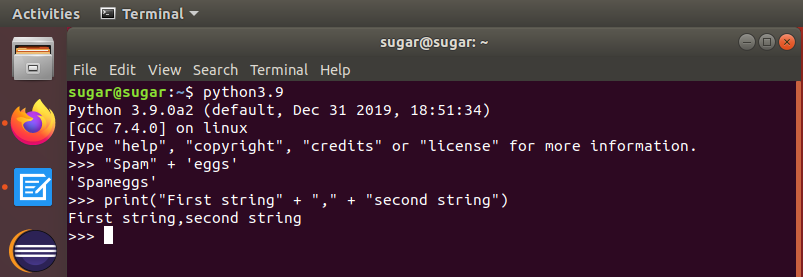 Activities Terminal
sugar@sugar: ~
File Edit View Search Terminal Help
sugar@sugar:~$ python3.9
Python 3.9.0a2 (default, Dec 31 2019, 18:51:34)
[GCC 7.4.0] on linux
Type "help", "copyright", "credits" or "license" for more information.
>>> "Spam" + 'eggs'
'Spameggs'
>>> print("First string" + "," + "second string")
First string,second string
>>>